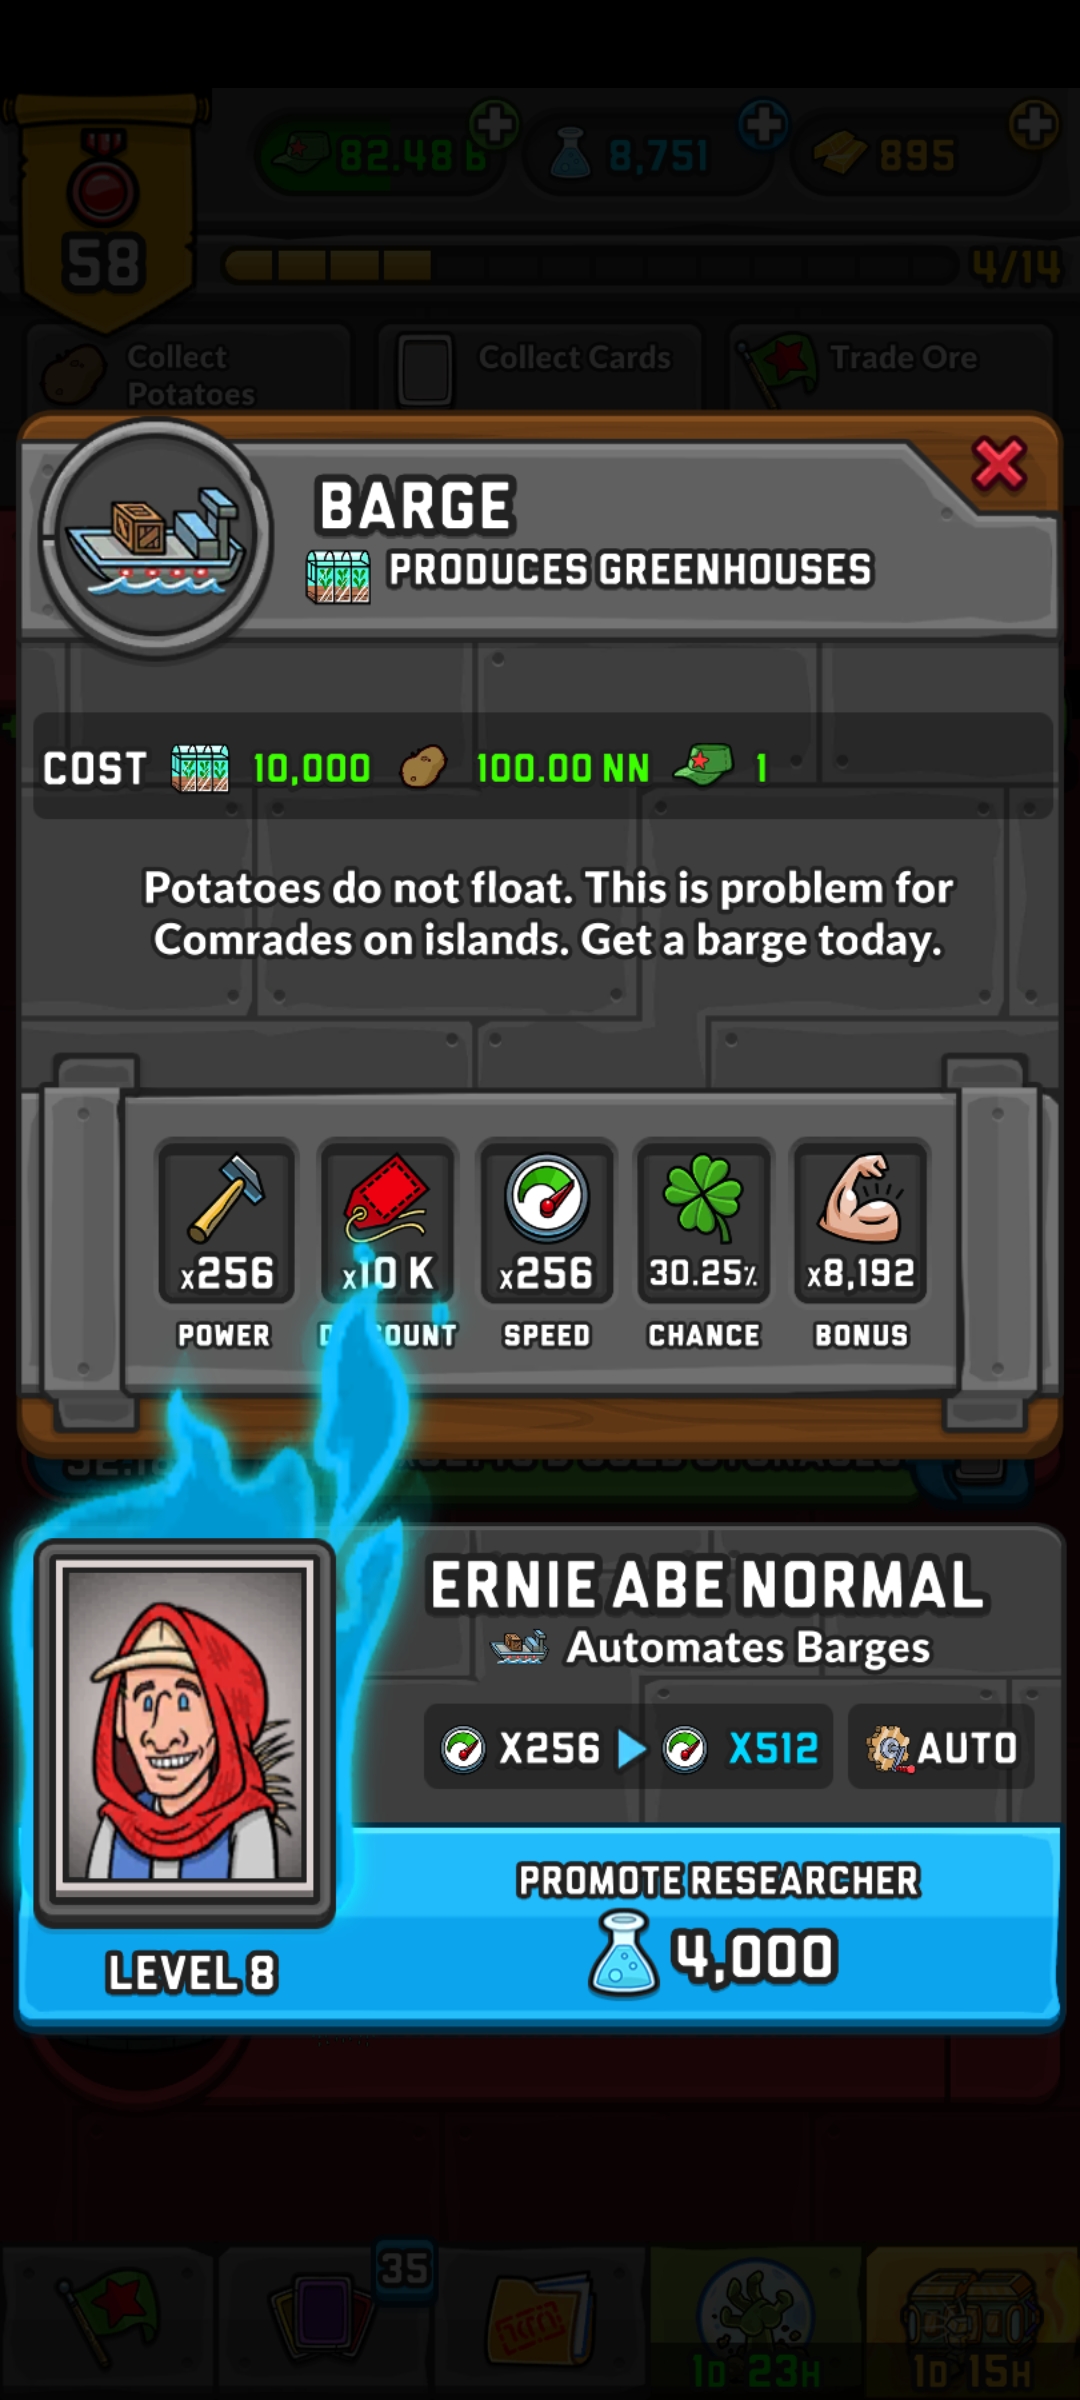 82.48 B
8,751
895
58
4/14
Collect
Potatoes
Collect Cards
Trade Ore
BARGE
PRODUCES GREENHOUSES
COST 10,000 100.00 NN 1
Potatoes do not float. This is problem for
Comrades on islands. Get a barge today.
x256
x10 K
x256
30.25%
x8,192
POWER
DISCOUNT
SPEED
CHANCE
BONUS
ERNIE ABE NORMAL
Automates Barges
X256 X512 AUTO
PROMOTE RESEARCHER
4,000
LEVEL 8
35
1D 23H
1D 15H